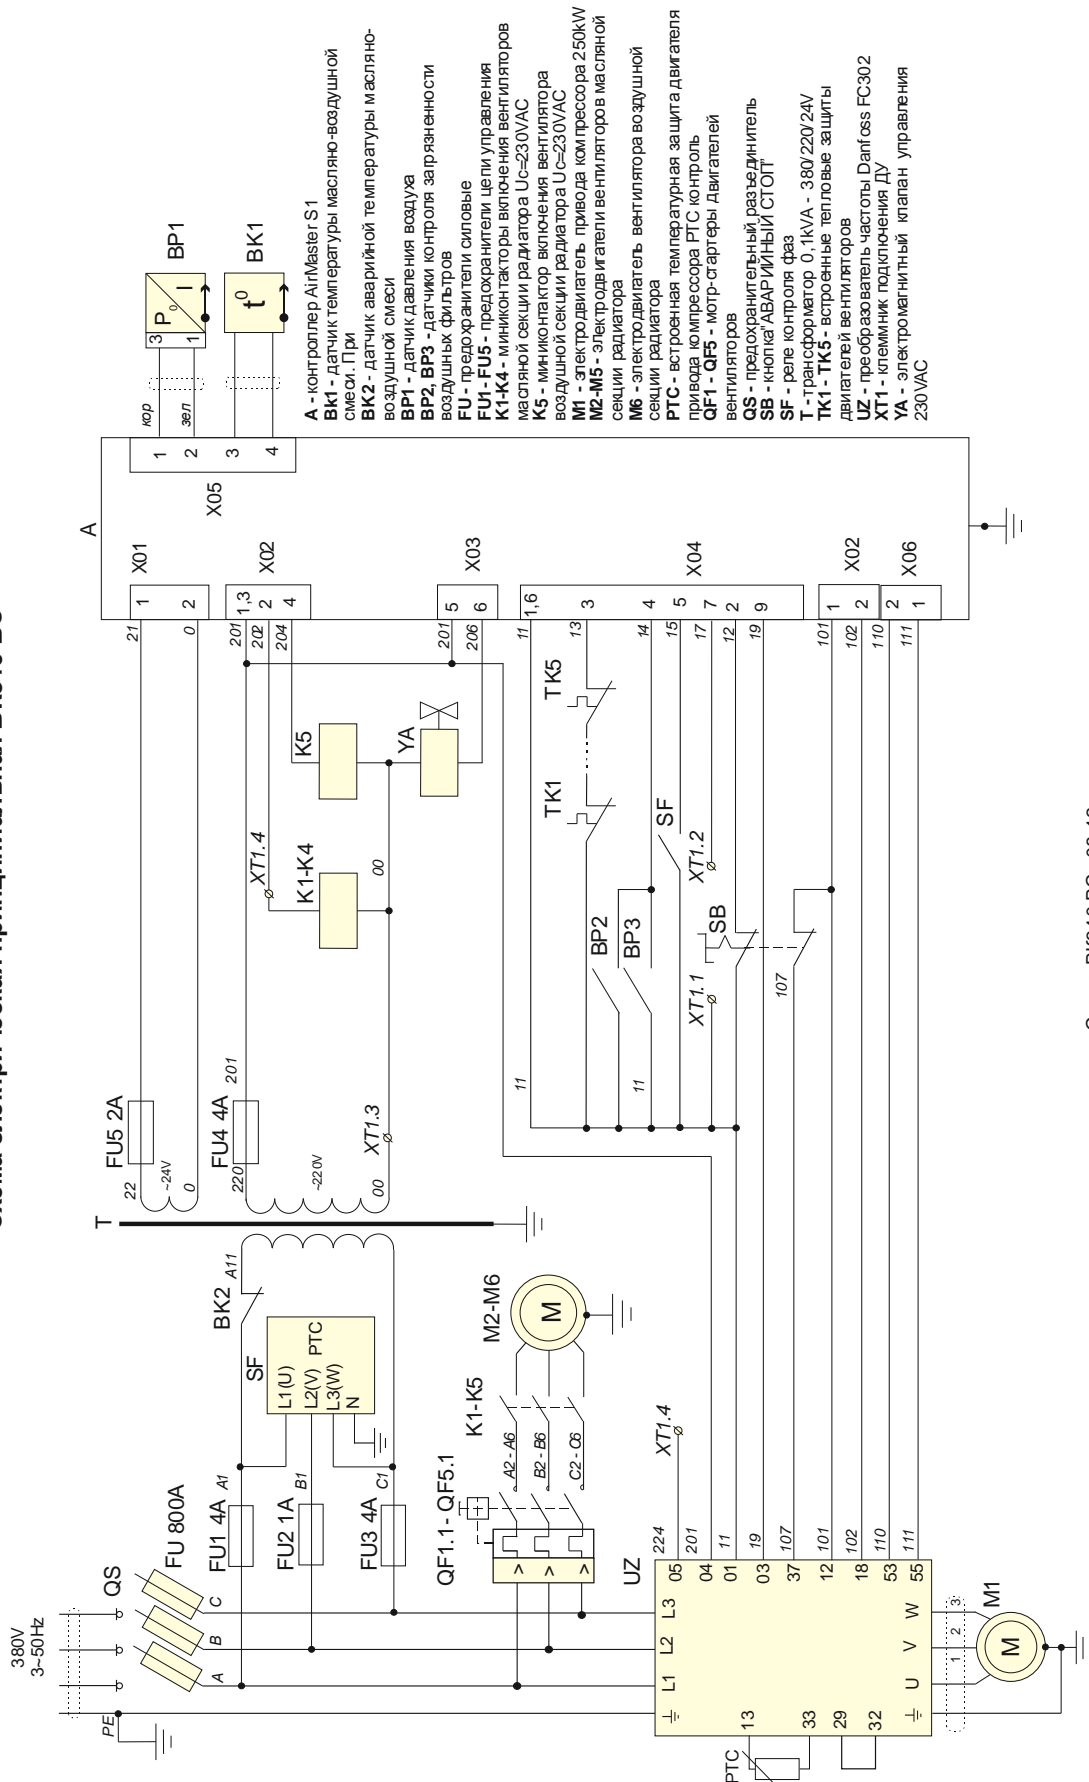 380V
3~50Hz
PE
QS
FU 800A
A
B
C
FU1 4A
A1
FU2 1A
B1
FU3 4A
C1
SF
L1(U)
L2(V)
L3(W)
N
PTC
BK2
A11
T
22
~24V
0
FU5 2A
21
0
220
~220V
00
FU4 4A
201
XT1.3
QF1.1- QF5.1
A2 - A6
B2 - B6
C2 - C6
K1-K5
M2-M6
M
UZ
L1
L2
L3
13
33
29
32
PTC
U
V
W
1
2
3
M1
M
05
04
01
03
37
12
18
53
55
224
201
11
19
107
101
102
110
111
XT1.4
K1-K4
XT1.4
00
K5
YA
201
202
204
201
206
11
13
14
15
17
12
19
101
102
110
111
11
11
BP2
BP3
TK1
TK5
SF
XT1.1
XT1.2
SB
107
A
X01
1
2
X02
1,3
2
4
X03
5
6
X04
1,6
3
4
5
7
2
9
X02
1
2
X06
2
1
X05
1
2
3
4
кор
зел
3
1
P
I
BP1
t⁰
BK1
A - контроллер AirMaster S1
Bk1 - датчик температуры масляно-воздушной
смеси. При
BK2 - датчик аварийной температуры масляно-
воздушной смеси
BP1 - датчик давления воздуха
BP2, BP3 - датчики контроля загрязненности
воздушных фильтров
FU - предохранители силовые
FU1- FU5 - предохранители цепи управления
K1-K4 - миниконтакторы включения вентиляторов
масляной секции радиатора Uc=230VAC
K5 - миниконтактор включения вентилятора
воздушной секции радиатора Uc=230VAC
M1 - электродвигатель привода компрессора 250kW
M2-M5 - электродвигатели вентиляторов масляной
секции радиатора
M6 - электродвигатель вентилятора воздушной
секции радиатора
PTC - встроенная температурная защита двигателя
привода компрессора PTC контроль
QF1 - QF5 - мотр-стартеры двигателей
вентиляторов
QS - предохранительный разъединитель
SB - кнопка"АВАРИЙНЫЙ СТОП"
SF - реле контроля фаз
T - трансформатор 0,1kVA - 380/220/24V
TK1 - TK5 - встроенные тепловые защиты
двигателей вентиляторов
UZ - преобразователь частоты Danfoss FC302
XT1 - клеммник подключения ДУ
YA - электромагнитный клапан управления
230VAC